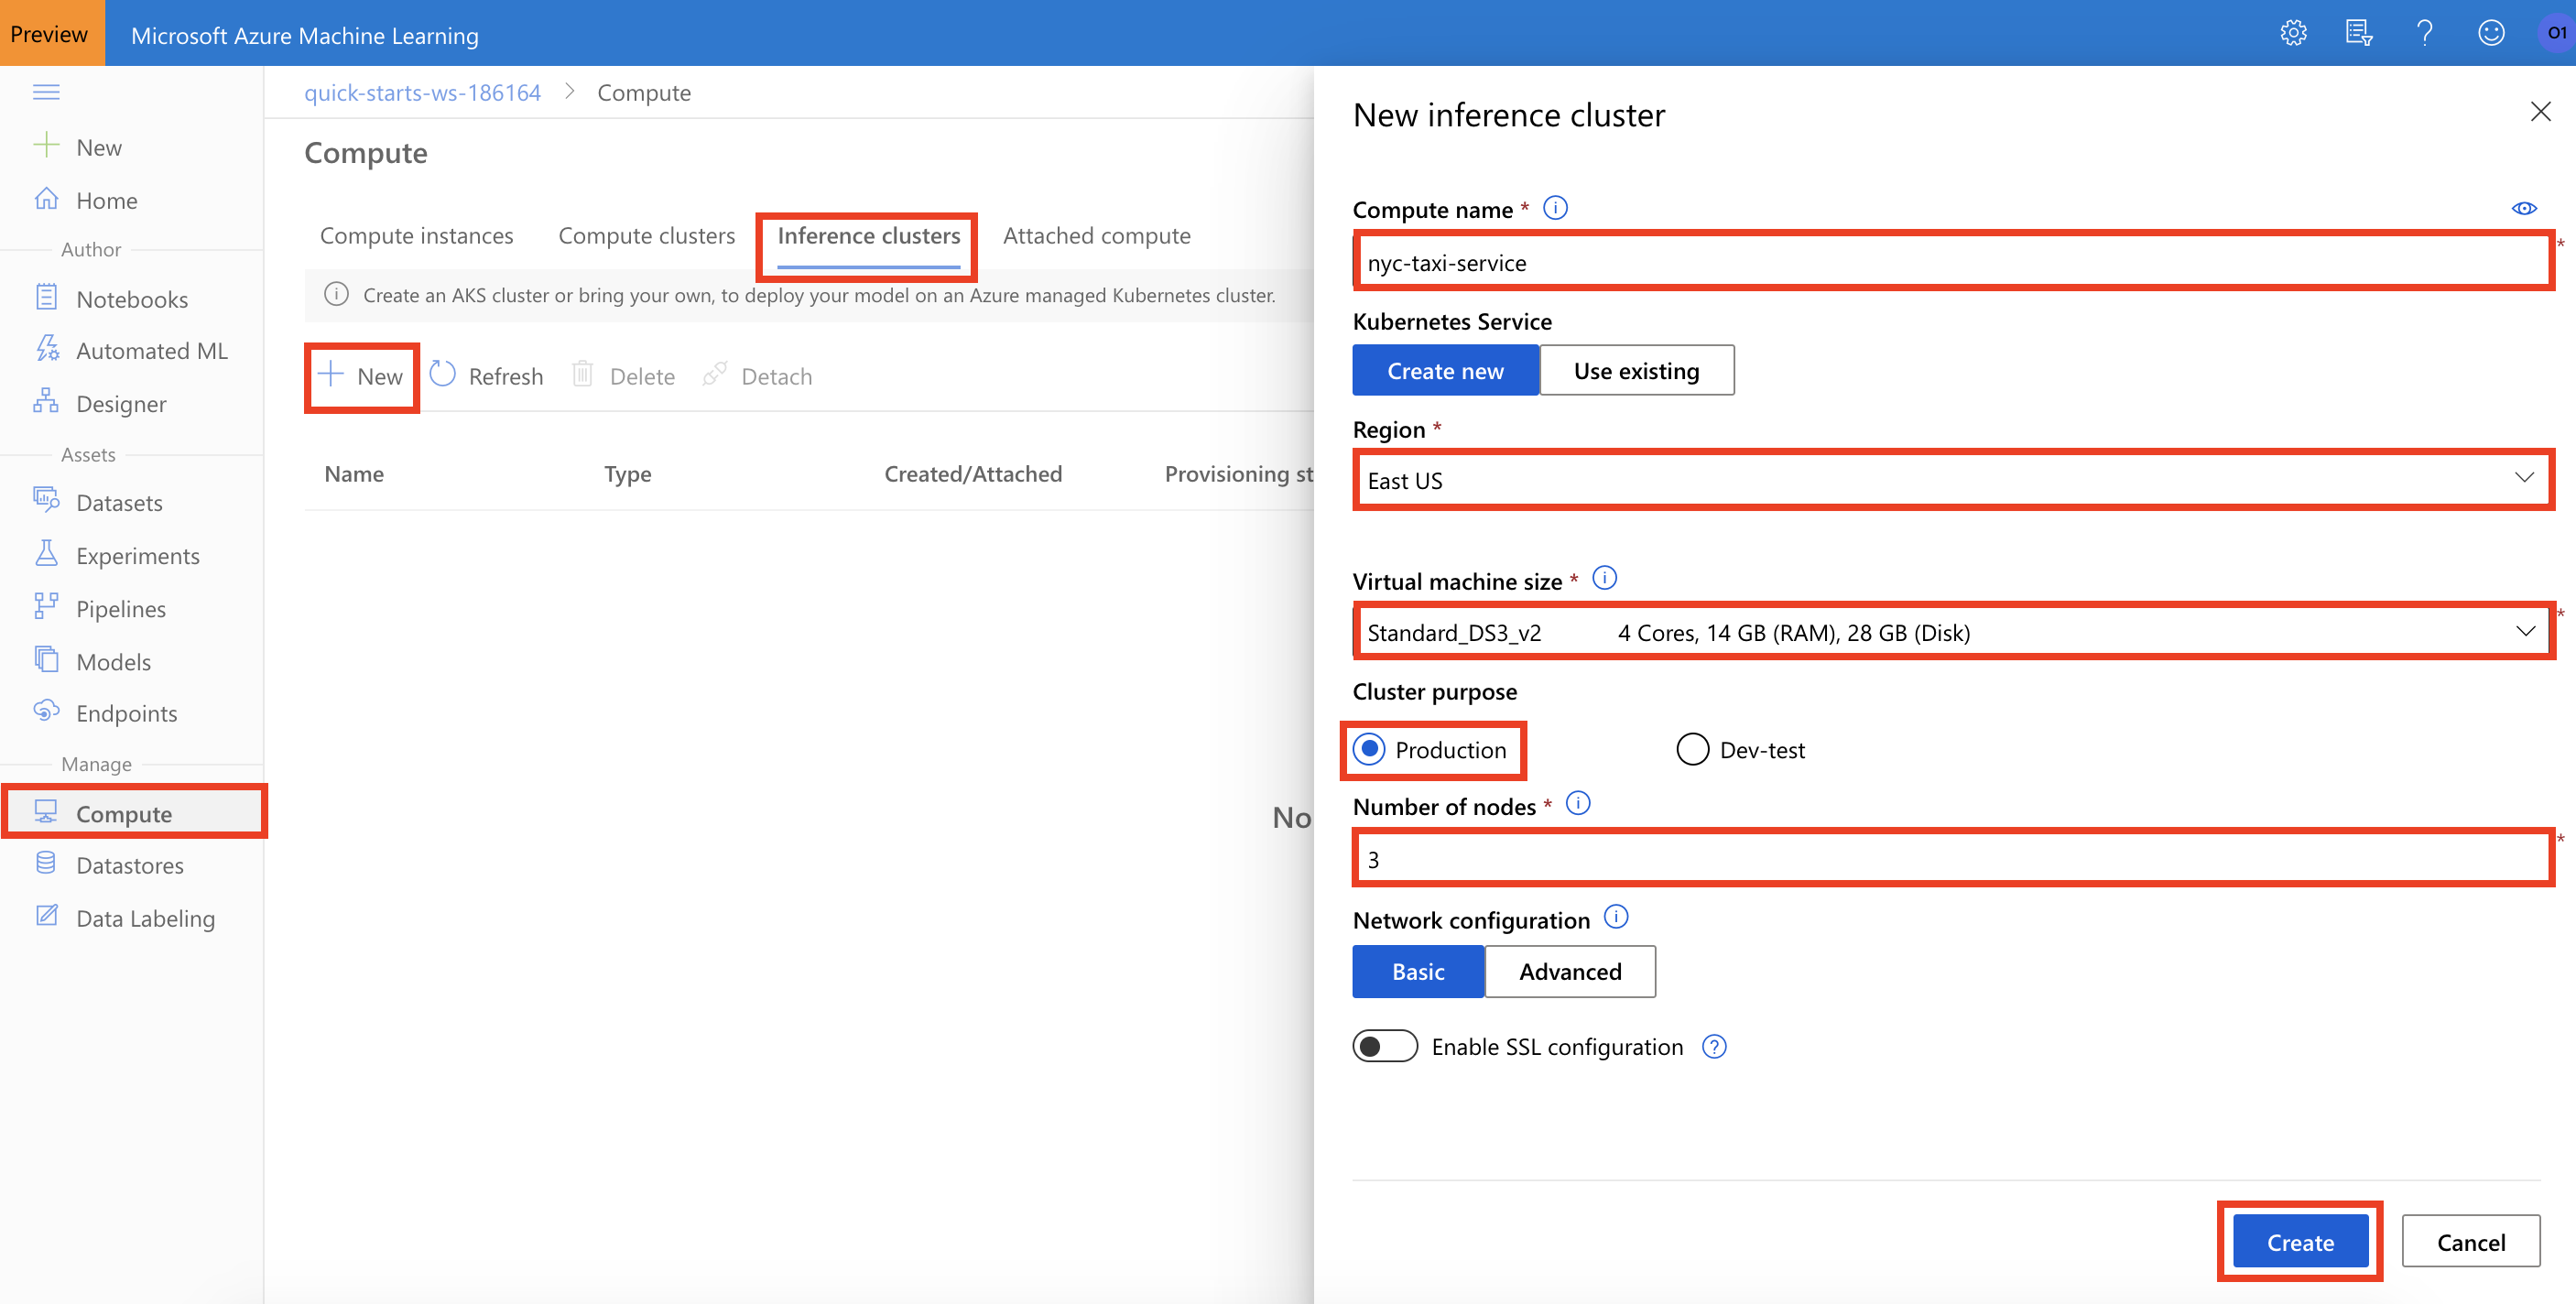 Preview
Microsoft Azure Machine Learning
O1
quick-starts-ws-186164 > Compute
New
Home
Author
Notebooks
Automated ML
Designer
Assets
Datasets
Experiments
Pipelines
Models
Endpoints
Manage
Compute
Datastores
Data Labeling
Compute
Compute instances Compute clusters Inference clusters Attached compute
Create an AKS cluster or bring your own, to deploy your model on an Azure managed Kubernetes cluster.
New Refresh Delete Detach
Name Type Created/Attached Provisioning st
No
New inference cluster
Compute name *
nyc-taxi-service
*
Kubernetes Service
Create new Use existing
Region *
East US
Virtual machine size *
*
Standard_DS3_v2 4 Cores, 14 GB (RAM), 28 GB (Disk)
Cluster purpose
Production Dev-test
Number of nodes *
*
3
Network configuration
Basic Advanced
Enable SSL configuration
Create Cancel